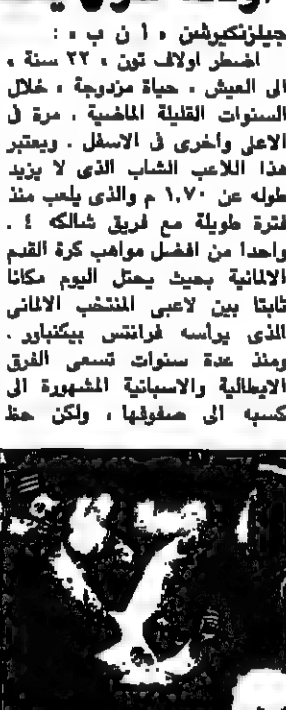 جيلزنكيرشن « ا ن ب » :
اضطر اولاف تون « ٢٢ سنة »
الى العيش ، حياة مزدوجة ، خلال
السنوات القليلة الماضية . مرة في
الاعلى وأخرى في الاسفل . ويعتبر
هذا اللاعب الشاب الذى لا يزيد
طوله عن ١,٧٠ م والذى يلعب منذ
فترة طويلة مع فريق شالكه ٤ .
واحدا من افضل مواهب كرة القدم
الالمانية بحيث يحتل اليوم مكانا
ثابتا بين لاعبى المنتخب الالمانى
الذى يرأسه فرانتس بيكنباور .
ومنذ عدة سنوات تسعى الفرق
الايطالية والاسبانية المشهورة الى
كسبه الى صفوفها ، ولكن حظ